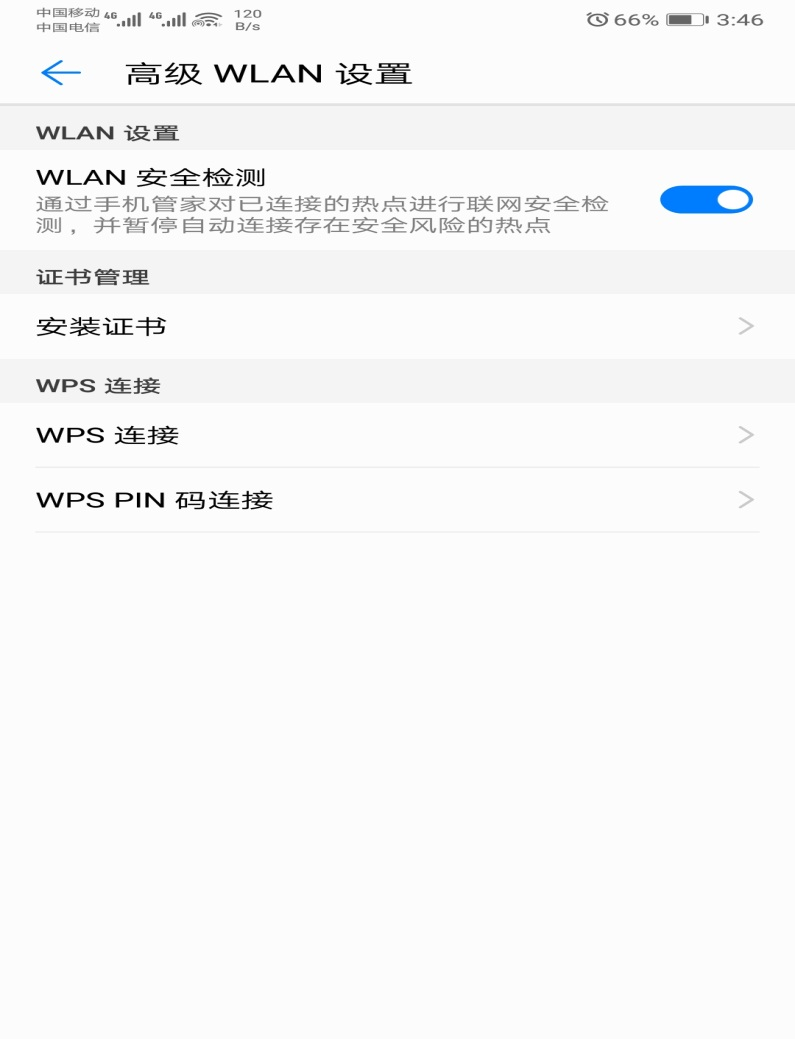 中国移动 4G 4G 120 66% 3:46
中国电信 B/s
高级 WLAN 设置
WLAN 设置
WLAN 安全检测
通过手机管家对已连接的热点进行联网安全检
测，并暂停自动连接存在安全风险的热点
证书管理
安装证书
WPS 连接
WPS 连接
WPS PIN 码连接